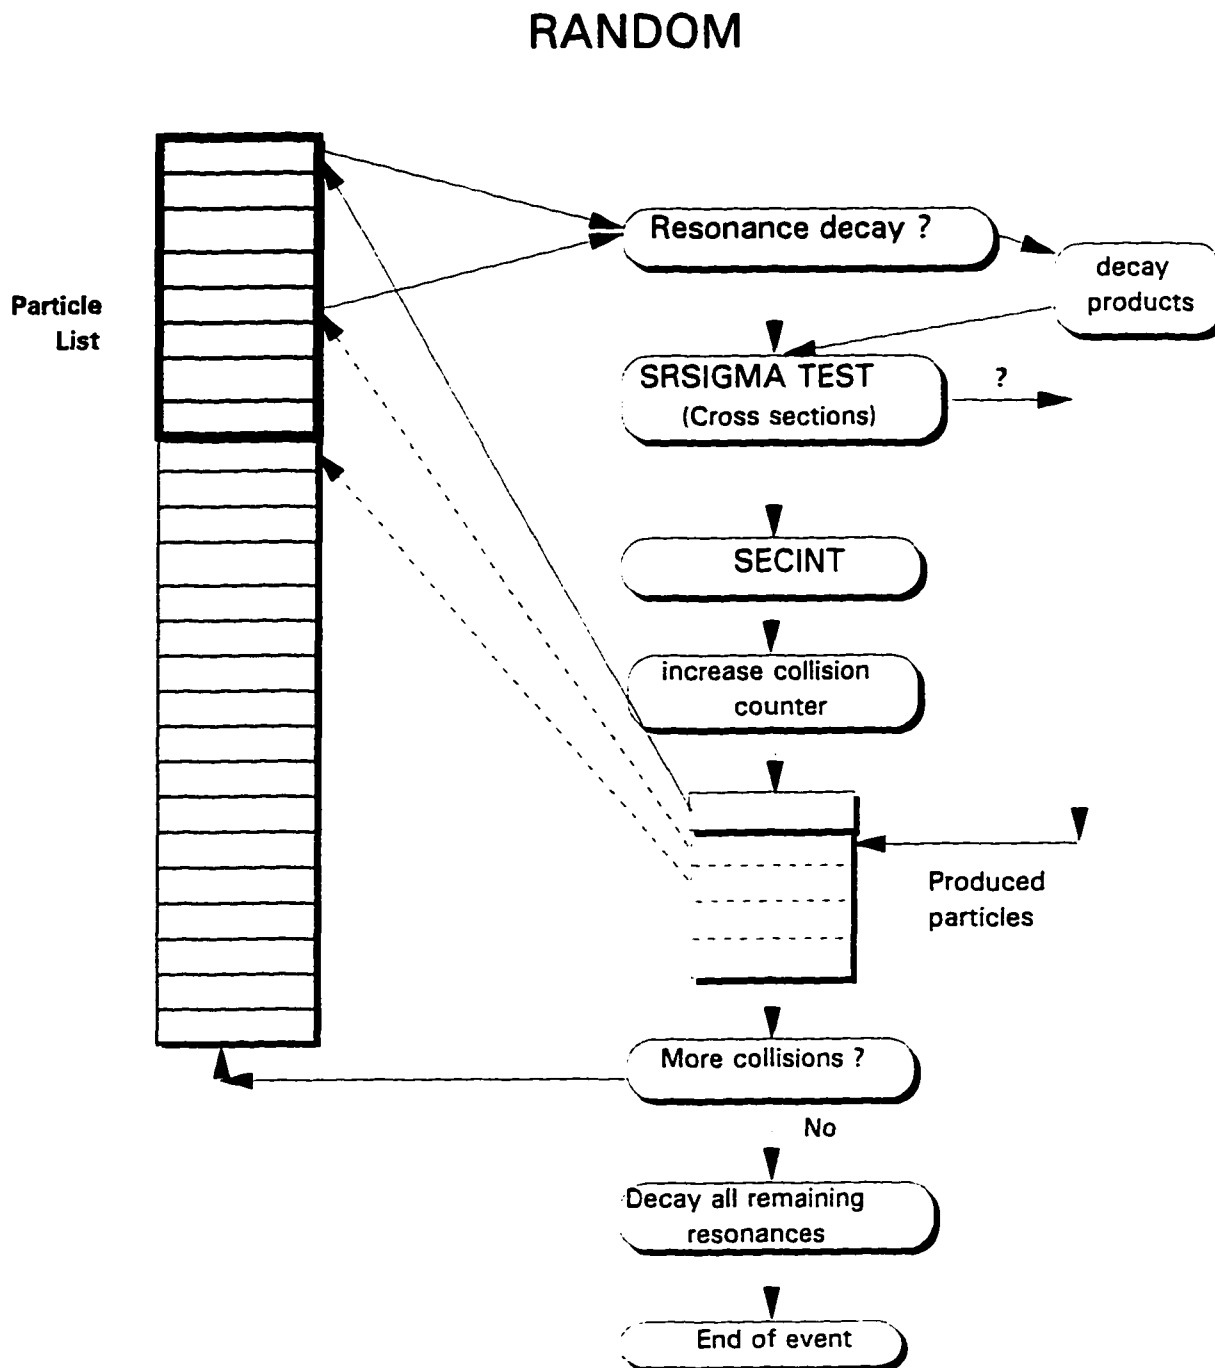 RANDOM
Particle
List
Resonance decay ?
decay
products
SRSIGMA TEST
(Cross sections)
?
SECINT
increase collision
counter
Produced
particles
More collisions ?
No
Decay all remaining
resonances
End of event